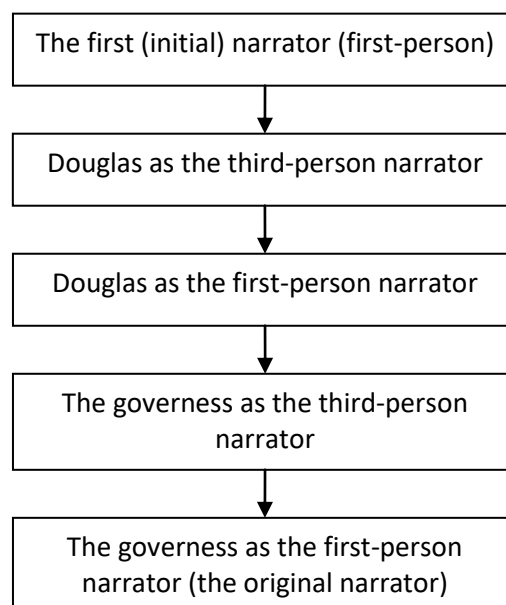 The first (initial) narrator (first-person)
Douglas as the third-person narrator
Douglas as the first-person narrator
The governess as the third-person
narrator
The governess as the first-person
narrator (the original narrator)